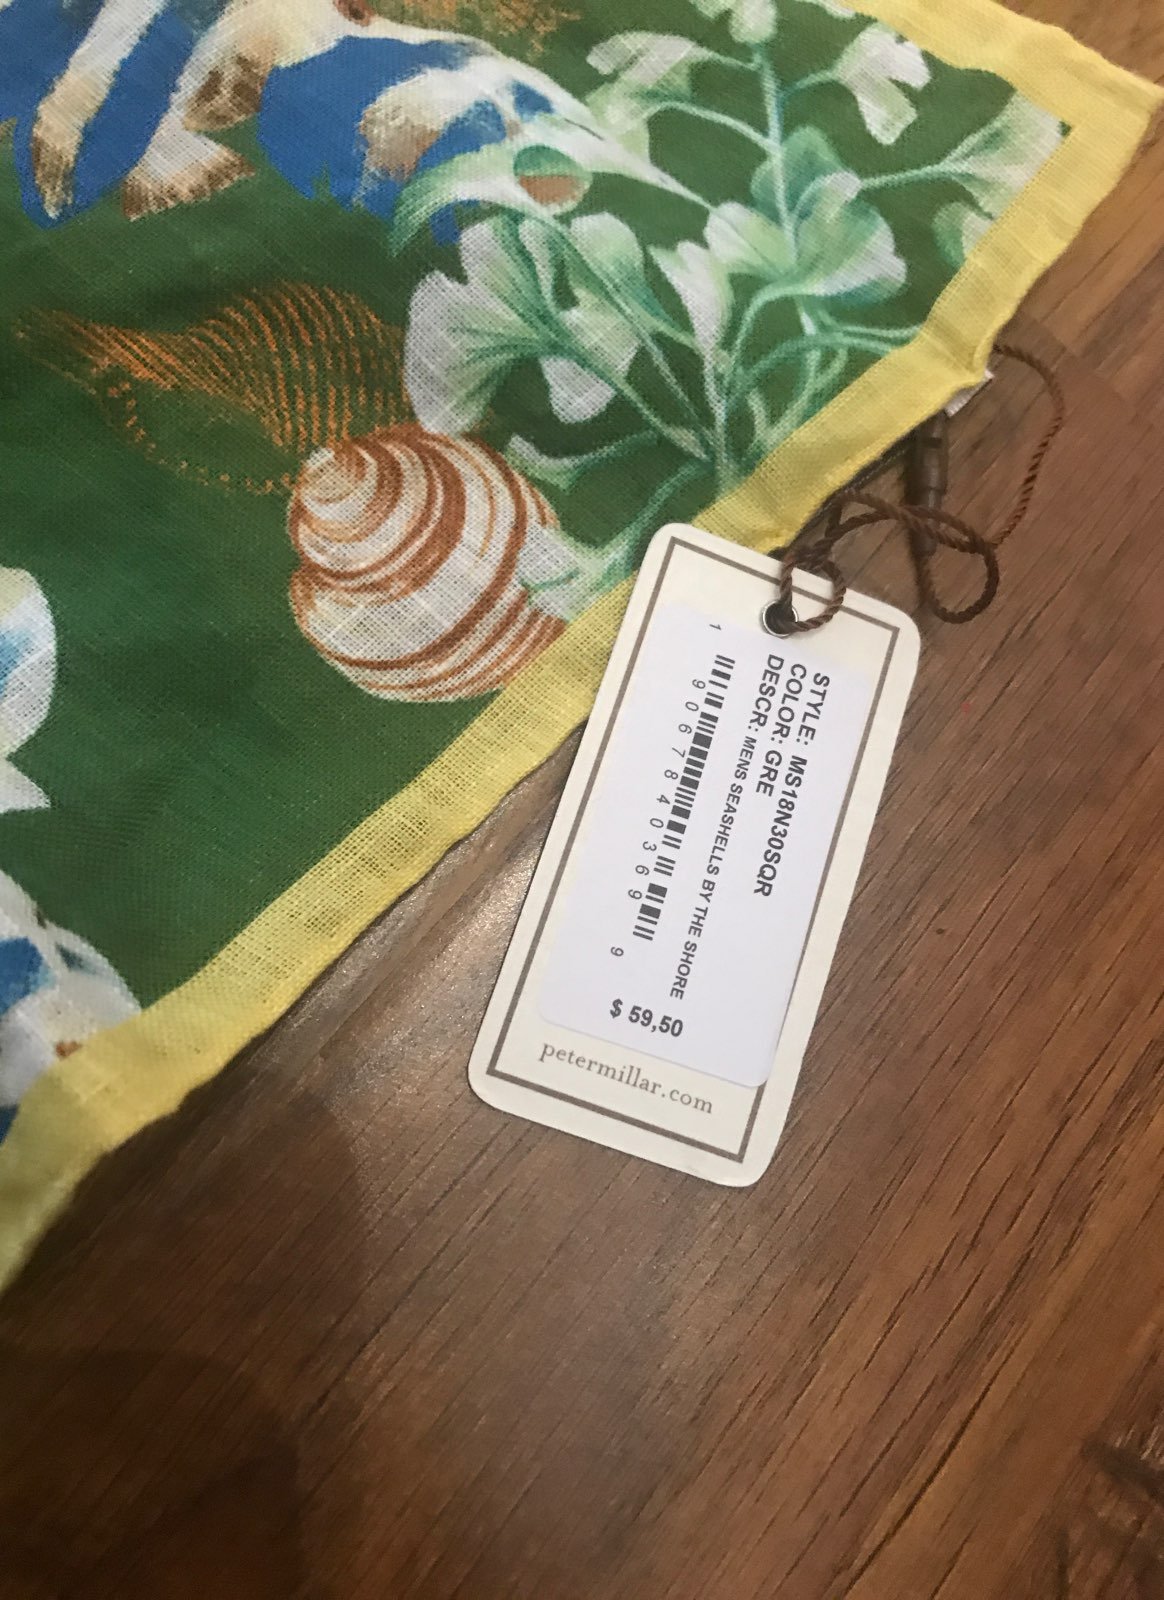 STYLE: MS18N30SQR
COLOR: GRE
DESCR: MENS SEASHELLS BY THE SHORE
1 90678 40369 9
$ 59,50
petermillar.com